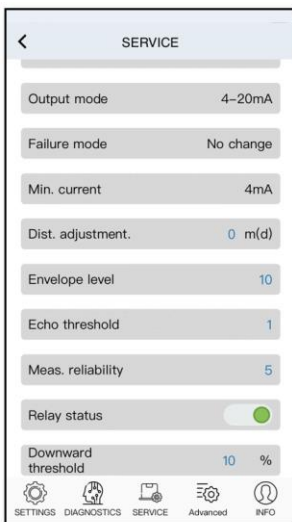 SERVICE
Output mode 4-20mA
Failure mode No change
Min. current 4mA
Dist. adjustment. 0 m(d)
Envelope level 10
Echo threshold 1
Meas. reliability 5
Relay status
Downward threshold 10 %
SETTINGS DIAGNOSTICS SERVICE Advanced INFO